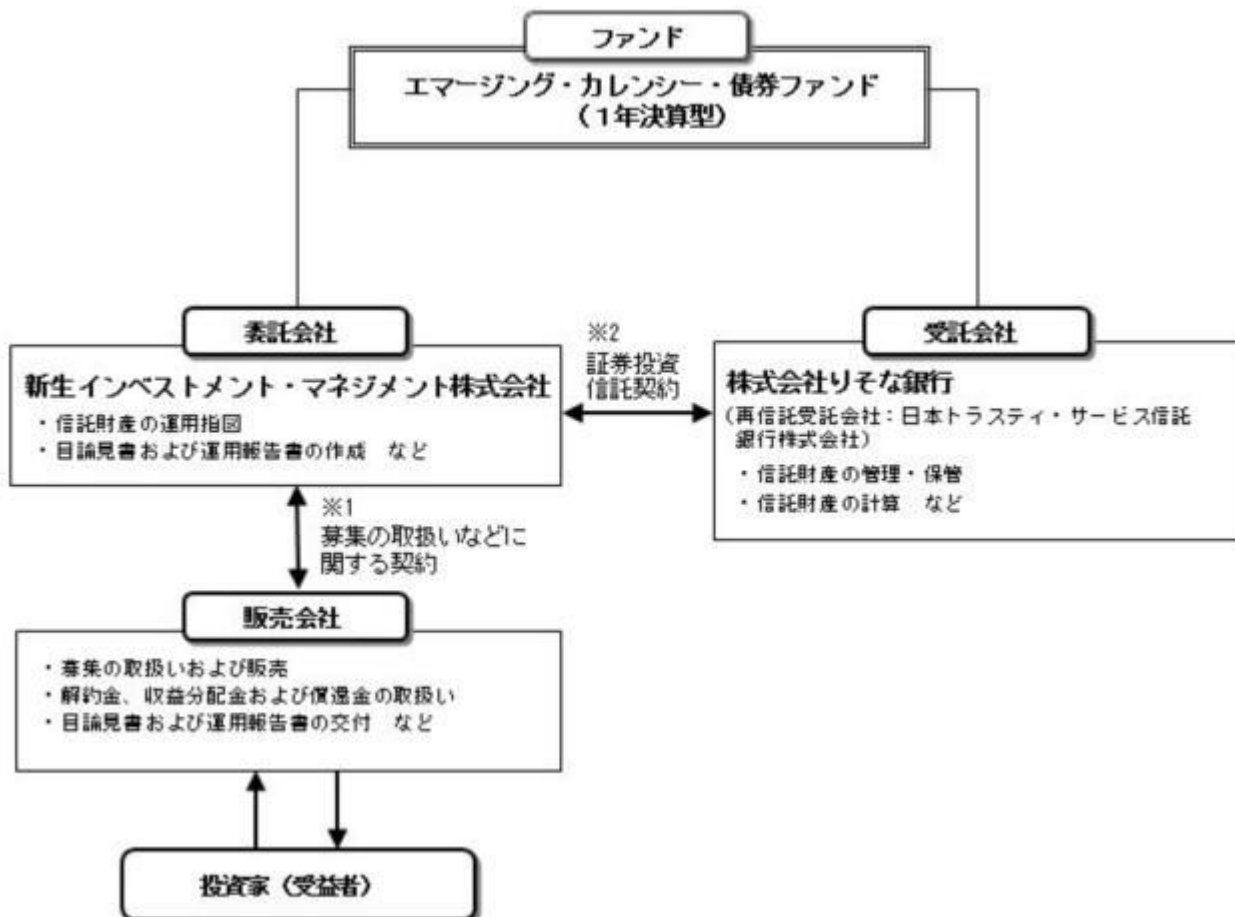 ファンド
エマージング・カレンシー・債券ファンド
(1年決算型)
委託会社
新生インベストメント・マネジメント株式会社
・信託財産の運用指図
・目論見書および運用報告書の作成 など
※2
証券投資
信託契約
受託会社
株式会社りそな銀行
(再信託受託会社:日本トラスティ・サービス信託
銀行株式会社)
・信託財産の管理・保管
・信託財産の計算 など
※1
募集の取扱いなどに
関する契約
販売会社
・募集の取扱いおよび販売
・解約金、収益分配金および償還金の取扱い
・目論見書および運用報告書の交付 など
投資家(受益者)